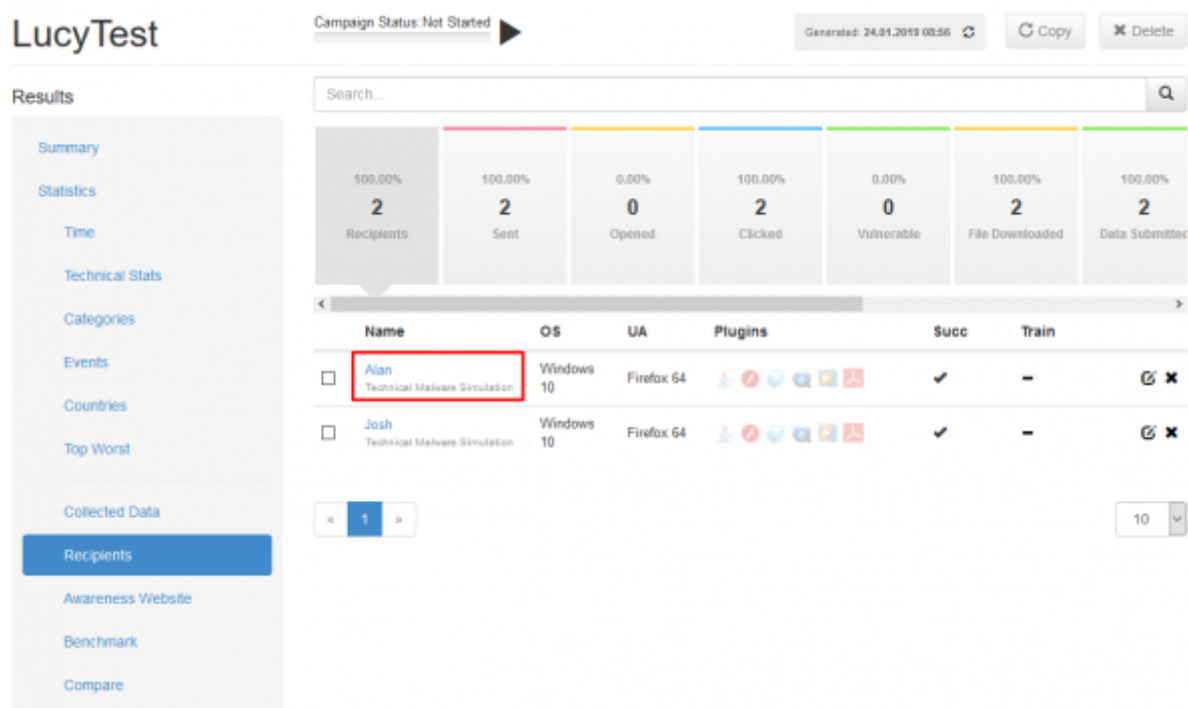 LucyTest
Campaign Status: Not Started
Generated: 24.01.2019 08:56
Copy
Delete
Results
Search...
Summary
Statistics
Time
Technical Stats
Categories
Events
Countries
Top Worst
Collected Data
Recipients
Awareness Website
Benchmark
Compare
100.00% 100.00% 0.00% 100.00% 0.00% 100.00% 100.00%
2 2 0 2 0 2 2
Recipients Sent Opened Clicked Vulnerable File Downloaded Data Submitted
Name OS UA Plugins Succ Train
Alan
Technical Malware Simulation
Windows
10
Firefox 64
Josh
Technical Malware Simulation
Windows
10
Firefox 64
« 1 »
10